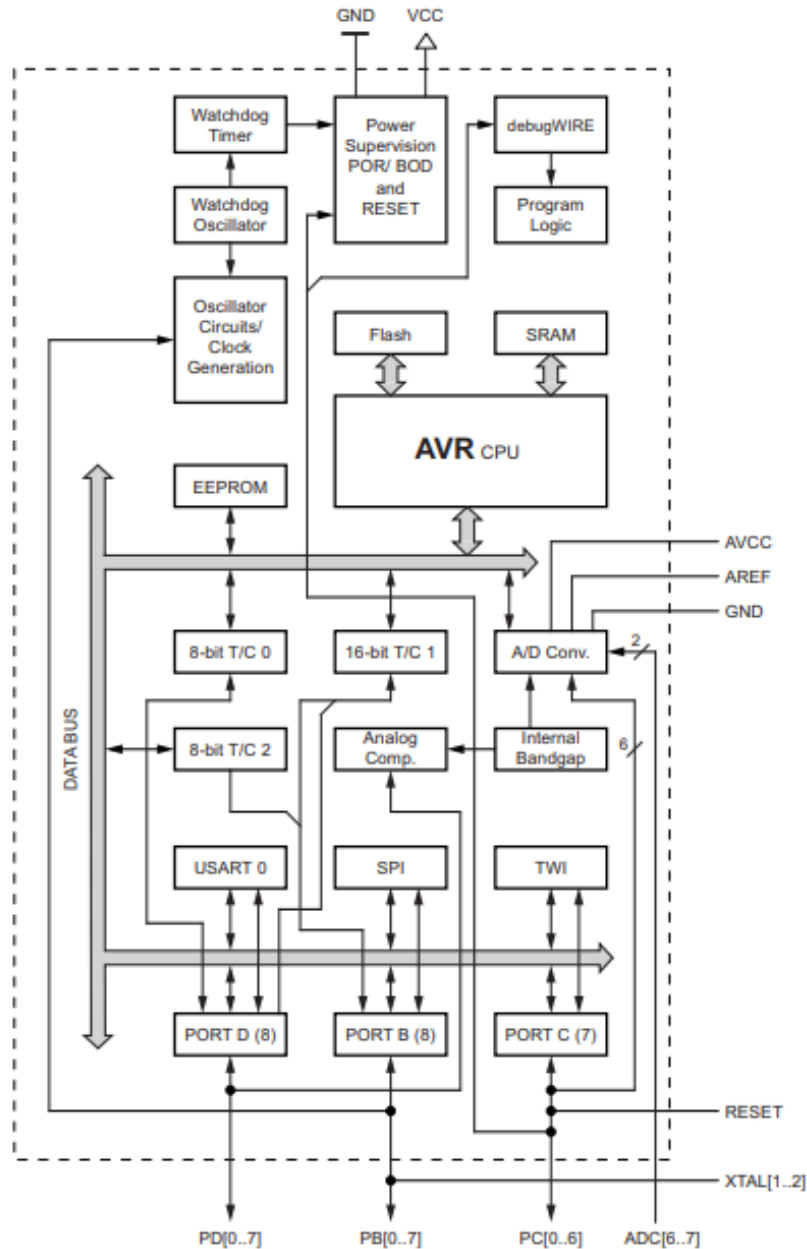 GND
VCC
Watchdog
Timer
Power
Supervision
POR/ BOD
and
RESET
debugWIRE
Watchdog
Oscillator
Program
Logic
Oscillator
Circuits/
Clock
Generation
Flash
SRAM
AVR CPU
EEPROM
AVCC
AREF
GND
2
8-bit T/C 0
16-bit T/C 1
A/D Conv.
DATA BUS
8-bit T/C 2
Analog
Comp.
Internal
Bandgap
6
USART 0
SPI
TWI
PORT D (8)
PORT B (8)
PORT C (7)
RESET
XTAL[1..2]
PD[0..7]
PB[0..7]
PC[0..6]
ADC[6..7]